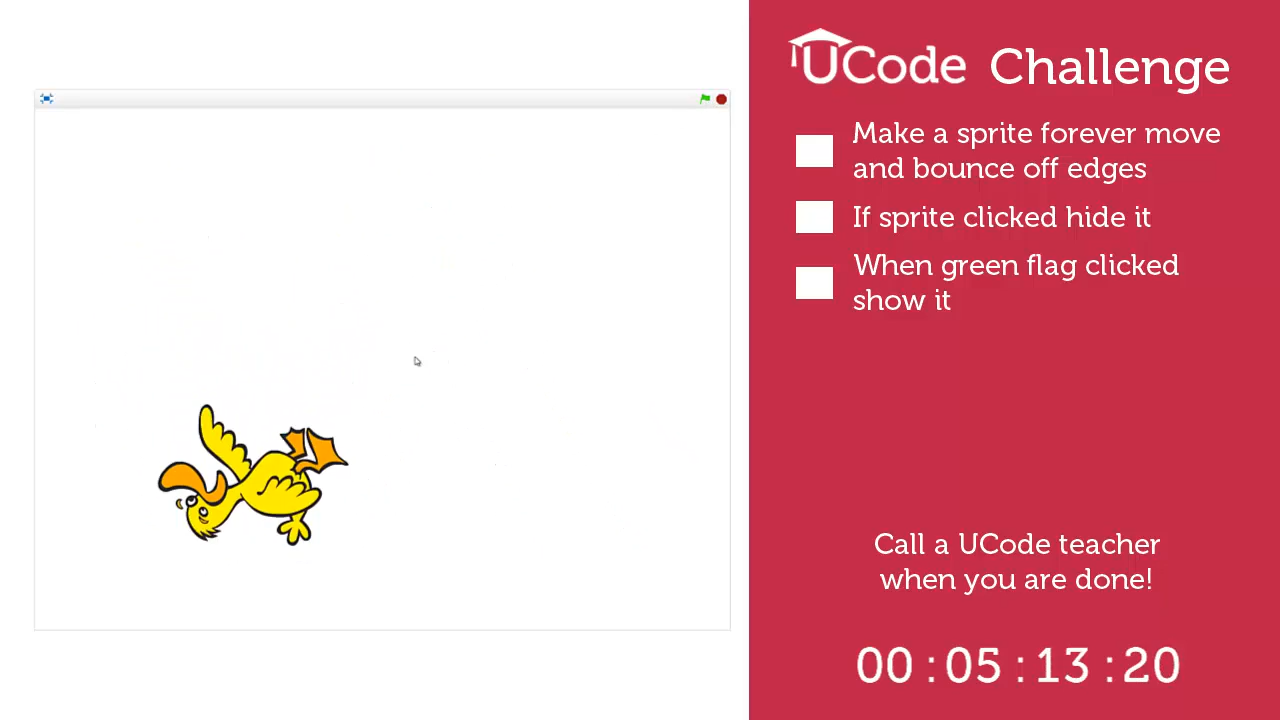 UCode Challenge
Make a sprite forever move
and bounce off edges
If sprite clicked hide it
When green flag clicked
show it
Call a UCode teacher
when you are done!
00 : 05 : 13 : 20